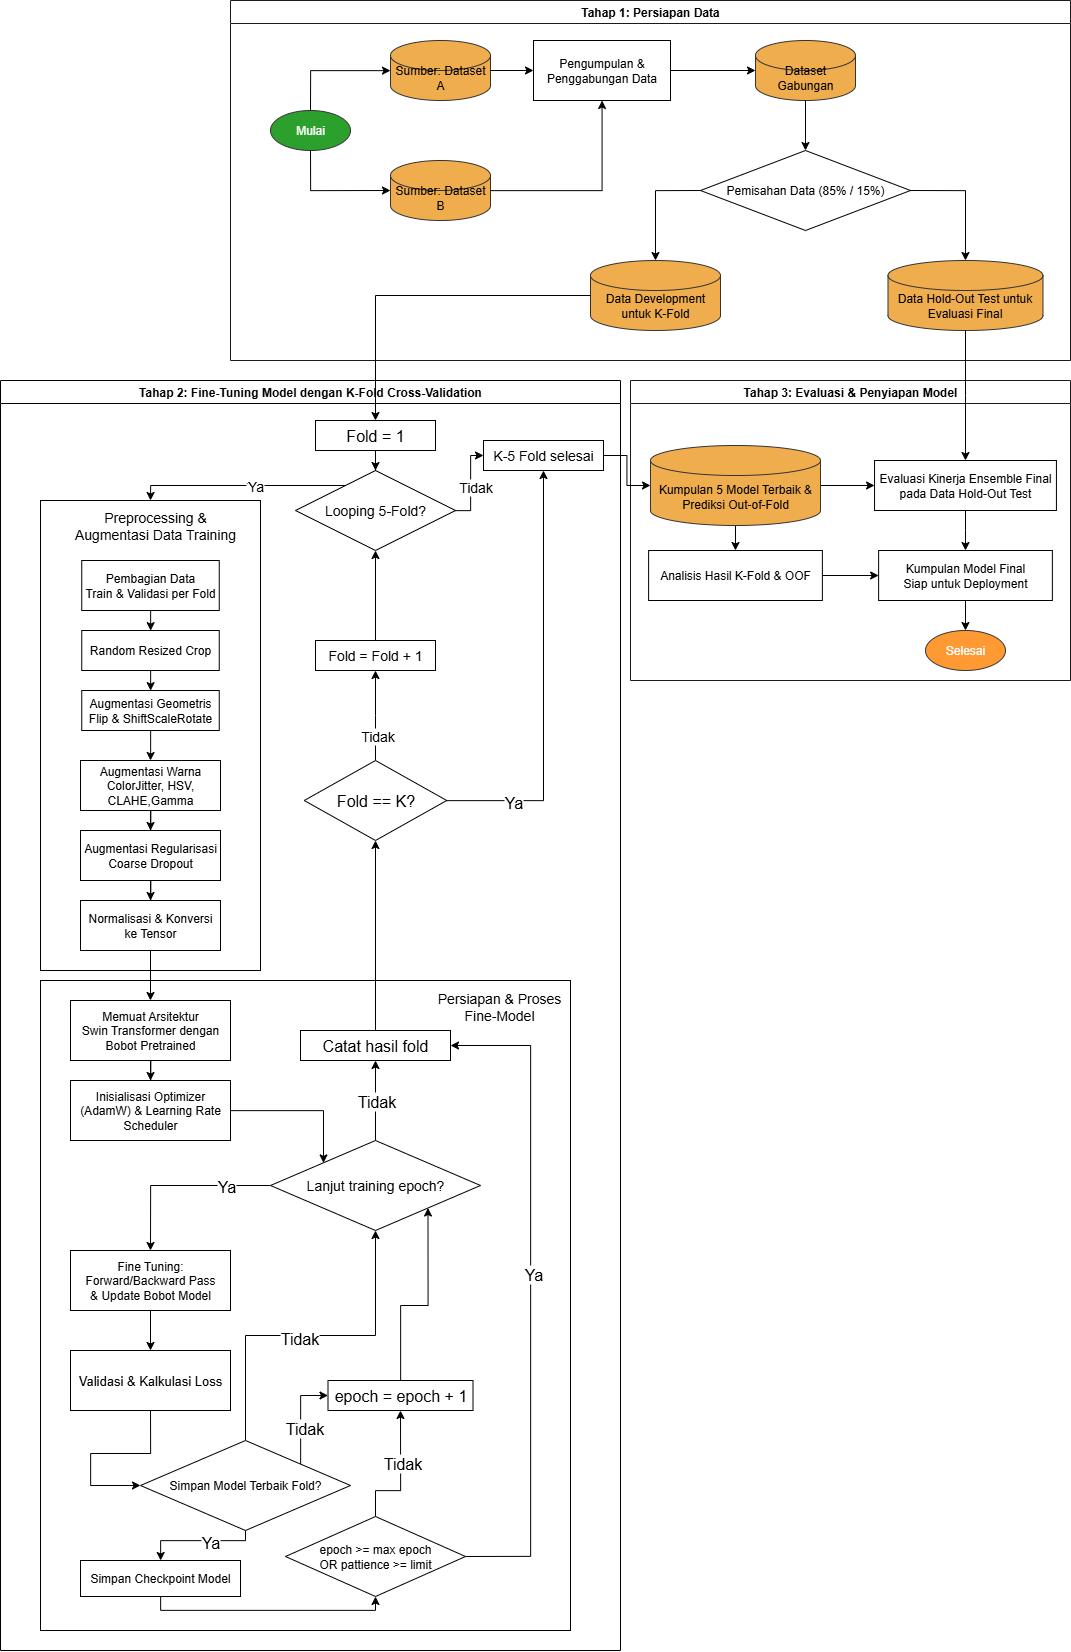 Tahap 1: Persiapan Data
Sumber: Dataset
A
Pengumpulan &
Penggabungan Data
Dataset
Gabungan
Mulai
Sumber: Dataset
B
Pemisahan Data (85% / 15%)
Data Development
untuk K-Fold
Data Hold-Out Test untuk
Evaluasi Final
Tahap 2: Fine-Tuning Model dengan K-Fold Cross-Validation
Fold = 1
K-5 Fold selesai
Ya
Tidak
Looping 5-Fold?
Preprocessing &
Augmentasi Data Training
Pembagian Data
Train & Validasi per Fold
Random Resized Crop
Fold = Fold + 1
Augmentasi Geometris
Flip & ShiftScaleRotate
Tidak
Augmentasi Warna
ColorJitter, HSV,
CLAHE,Gamma
Fold == K?
Ya
Augmentasi Regularisasi
Coarse Dropout
Normalisasi & Konversi
ke Tensor
Persiapan & Proses
Fine-Model
Memuat Arsitektur
Swin Transformer dengan
Bobot Pretrained
Catat hasil fold
Inisialisasi Optimizer
(AdamW) & Learning Rate
Scheduler
Tidak
Lanjut training epoch?
Ya
Fine Tuning:
Forward/Backward Pass
& Update Bobot Model
Ya
Tidak
Validasi & Kalkulasi Loss
epoch = epoch + 1
Tidak
Tidak
Simpan Model Terbaik Fold?
Ya
epoch >= max epoch
OR pattience >= limit
Simpan Checkpoint Model
Tahap 3: Evaluasi & Penyiapan Model
Kumpulan 5 Model Terbaik &
Prediksi Out-of-Fold
Evaluasi Kinerja Ensemble Final
pada Data Hold-Out Test
Analisis Hasil K-Fold & OOF
Kumpulan Model Final
Siap untuk Deployment
Selesai